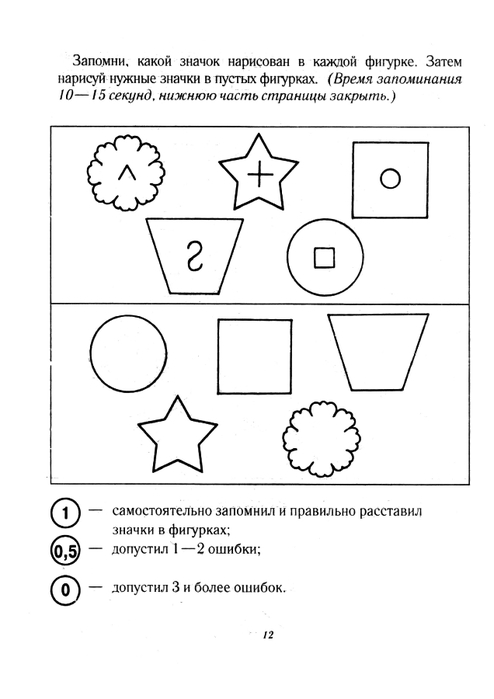 Запомни, какой значок нарисован в каждой фигурке. Затем
нарисуй нужные значки в пустых фигурках. (Время запоминания
10—15 секунд, нижнюю часть страницы закрыть.)
1 — самостоятельно запомнил и правильно расставил
значки в фигурках;
0,5 — допустил 1—2 ошибки;
0 — допустил 3 и более ошибок.
12